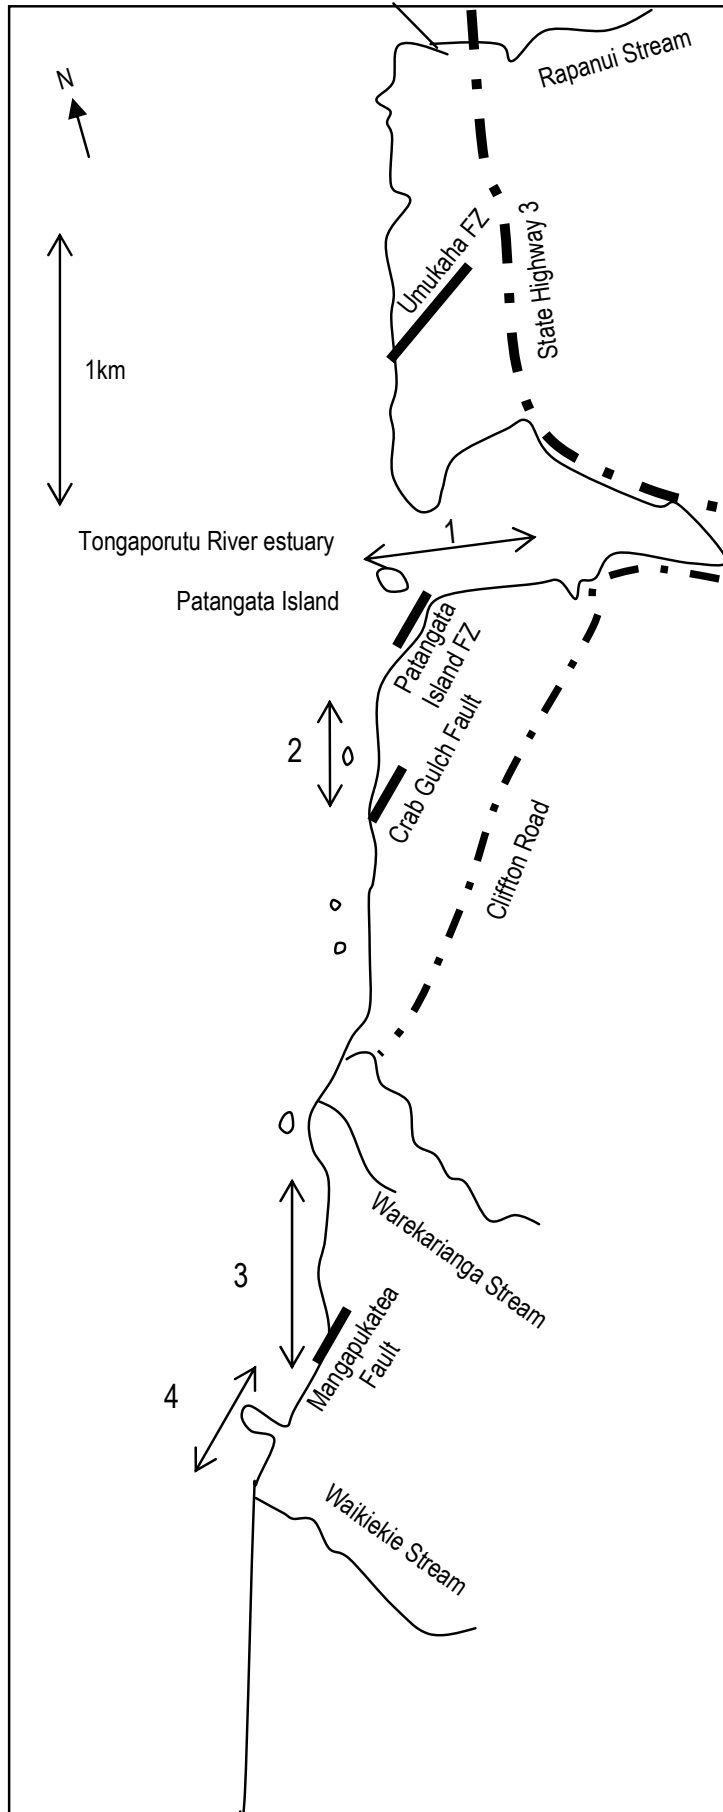 Rapanui Stream
N
Umukaha FZ
State Highway 3
1km
1
Tongaporutu River estuary
Patangata Island
Patangata
Island FZ
2
Crab Gulch Fault
Cliffton Road
Warekarianga Stream
3
Mangapukatea
Fault
4
Waikiekie Stream